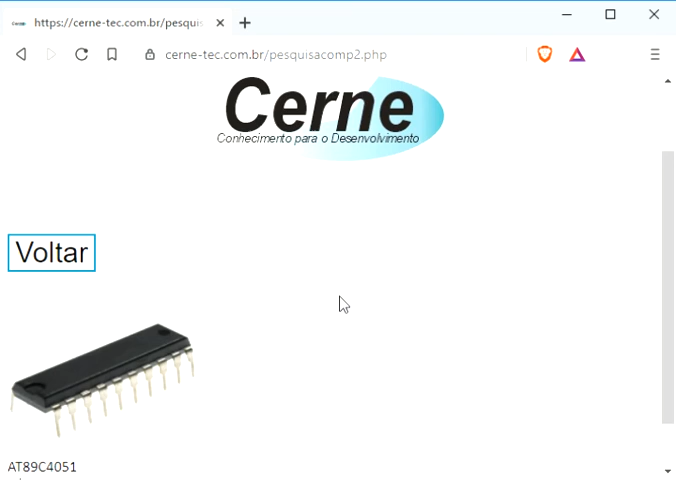 https://cerne-tec.com.br/pesquis
cerne-tec.com.br/pesquisacomp2.php
Cerne
Conhecimento para o Desenvolvimento
Voltar
AT89C4051